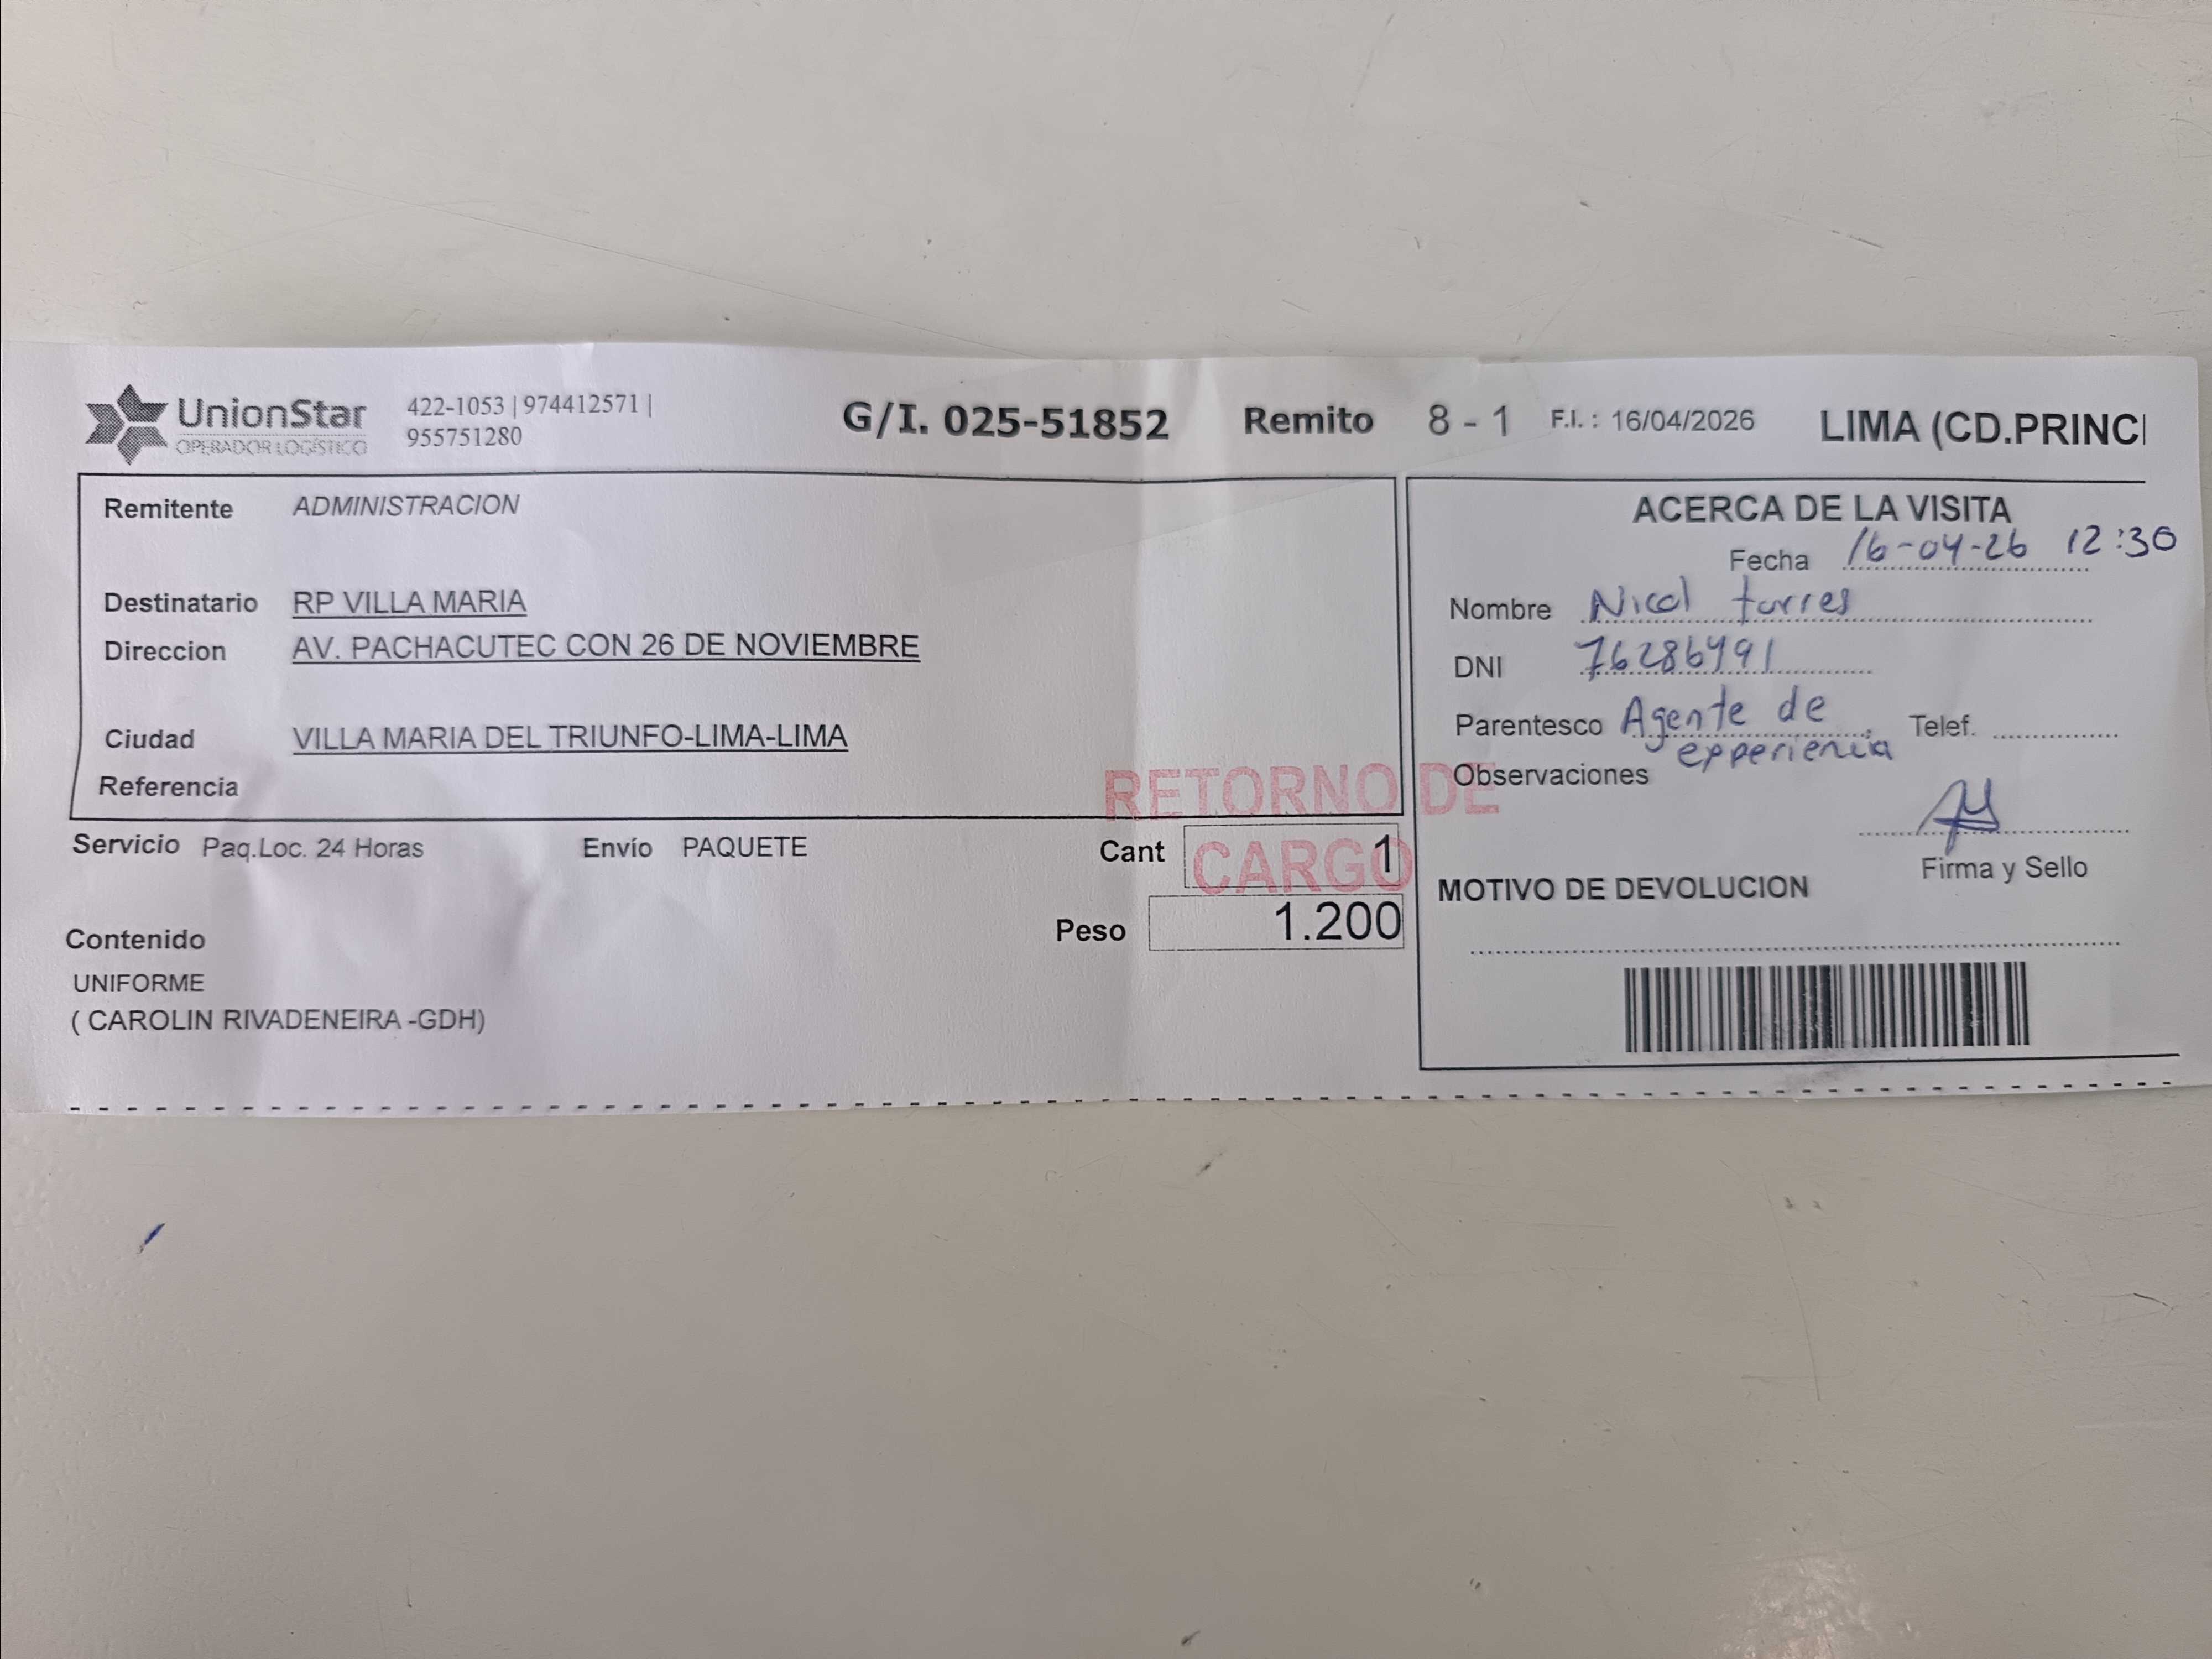 UnionStar
OPERADOR LOGÍSTICO
422-1053 | 974412571 |
955751280
G/I. 025-51852 Remito 8 - 1 F.I. : 16/04/2026 LIMA (CD.PRINCI
Remitente ADMINISTRACION
Destinatario RP VILLA MARIA
Direccion AV. PACHACUTEC CON 26 DE NOVIEMBRE
Ciudad VILLA MARIA DEL TRIUNFO-LIMA-LIMA
Referencia
Servicio Paq.Loc. 24 Horas Envío PAQUETE Cant 1
Peso 1.200
Contenido
UNIFORME
( CAROLIN RIVADENEIRA -GDH)
RETORNO DE
CARGO
ACERCA DE LA VISITA
Fecha 16-04-26 12:30
Nombre Nicol torres
DNI 76286491
Parentesco Agente de Telef.
experiencia
Observaciones
Firma y Sello
MOTIVO DE DEVOLUCION